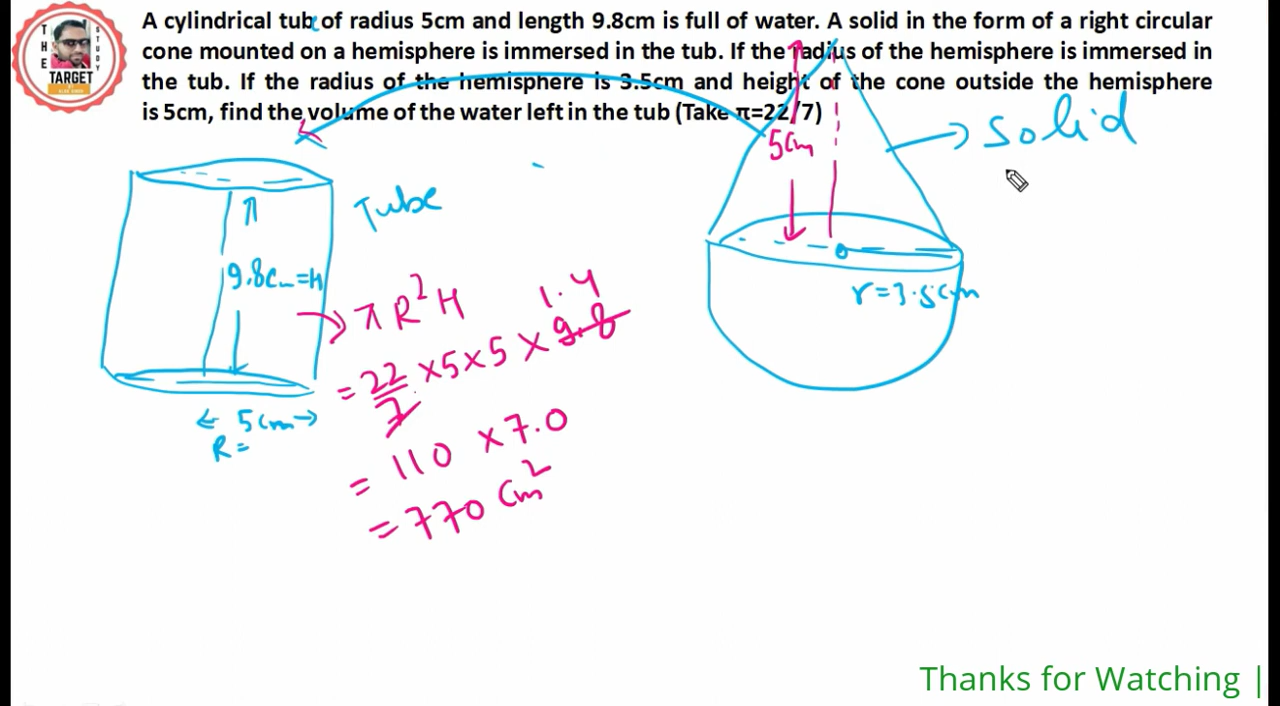 THE
STUDY
TARGET
A cylindrical tub of radius 5cm and length 9.8cm is full of water. A solid in the form of a right circular
cone mounted on a hemisphere is immersed in the tub. If the radius of the hemisphere is immersed in
the tub. If the radius of the hemisphere is 3.5cm and height of the cone outside the hemisphere
is 5cm, find the volume of the water left in the tub (Take π=22/7)
solid
5cm
Tube
9.8cm=H
r=3.5cm
πR²H
1.4
=22/7 ×5×5×9.8
← 5cm→
R=
= 110 ×7.0
= 770 cm²
Thanks for Watching |